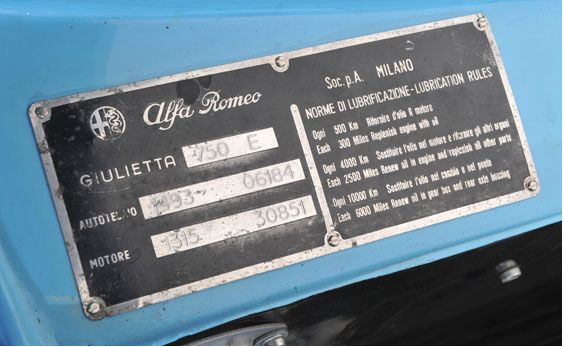 Alfa Romeo
GIULIETTA 750 E
AUTOTELAIO 1493 06184
MOTORE 1315 30851
Soc. p.A. MILANO
NORME DI LUBRIFICAZIONE - LUBRICATION RULES
Ogni 500 Km Rifornire d'olio il motore
Each 300 Miles Replenish engine with oil
Ogni 4000 Km Sostituire l'olio nel motore e rifornire gli altri organi
Each 2500 Miles Renew oil in engine and replenish all other parts
Ogni 10000 Km Sostituire l'olio nel cambio e nel ponte
Each 6000 Miles Renew oil in gear box and rear axle housing